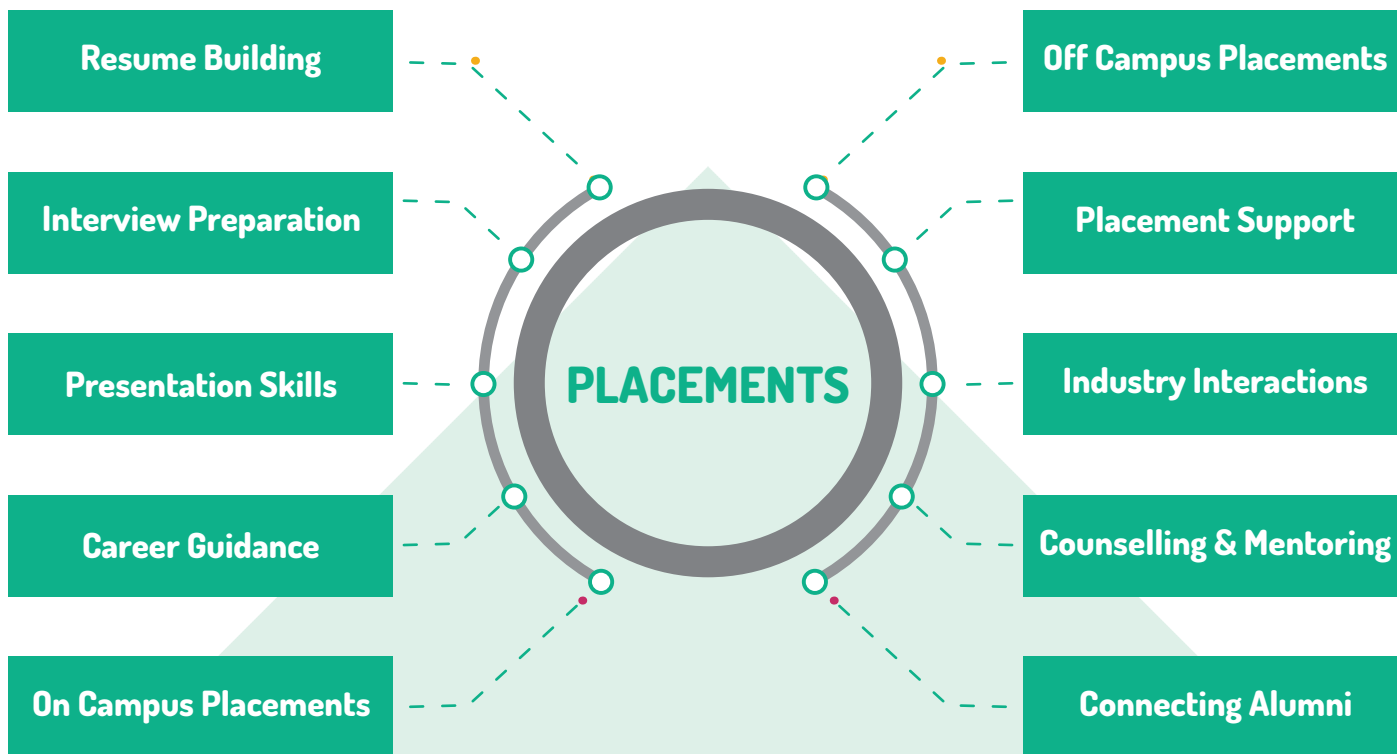 Resume Building
Interview Preparation
Presentation Skills
Career Guidance
On Campus Placements
PLACEMENTS
Off Campus Placements
Placement Support
Industry Interactions
Counselling & Mentoring
Connecting Alumni